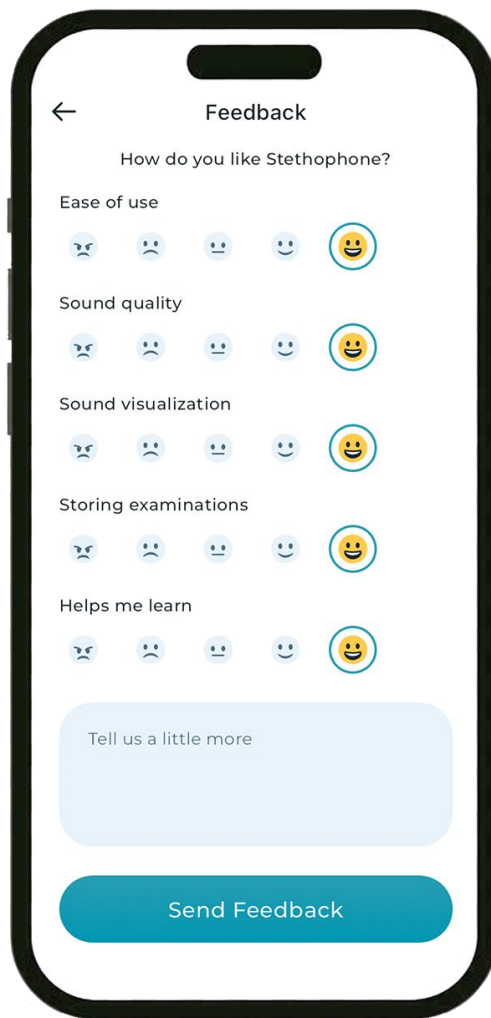 Feedback
How do you like Stethophone?
Ease of use
Sound quality
Sound visualization
Storing examinations
Helps me learn
Tell us a little more
Send Feedback